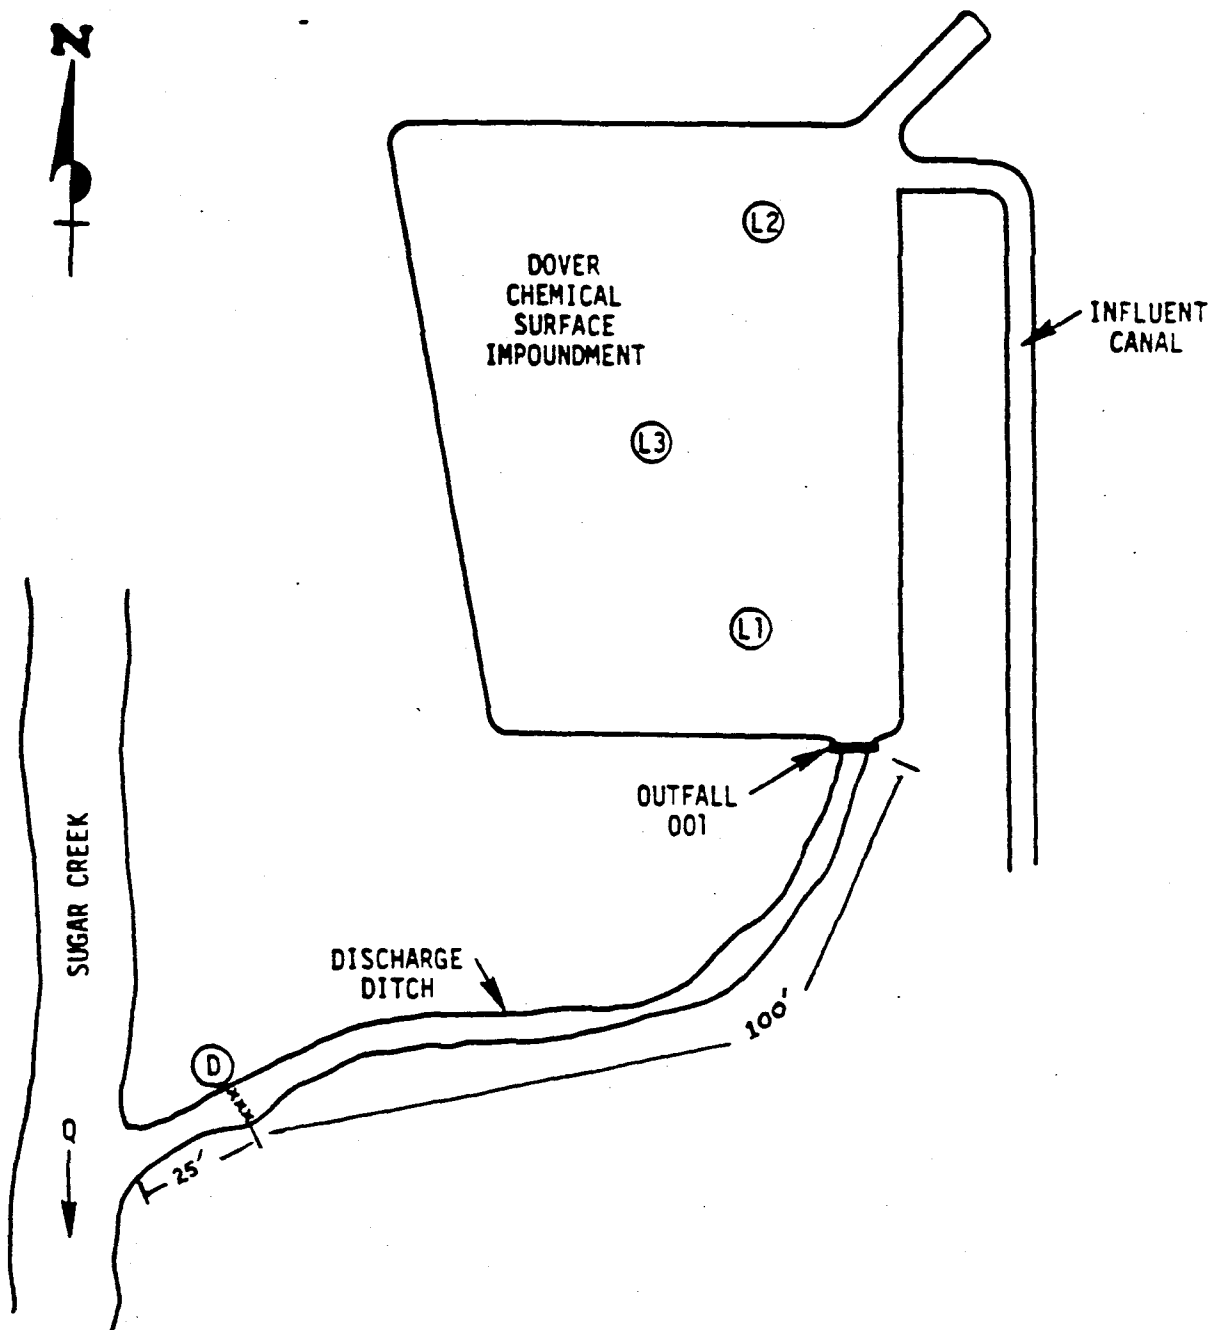 N
L2
DOVER
CHEMICAL
SURFACE
IMPOUNDMENT
INFLUENT
CANAL
L3
L1
OUTFALL
001
SUGAR CREEK
DISCHARGE
DITCH
100'
D
Q
25'